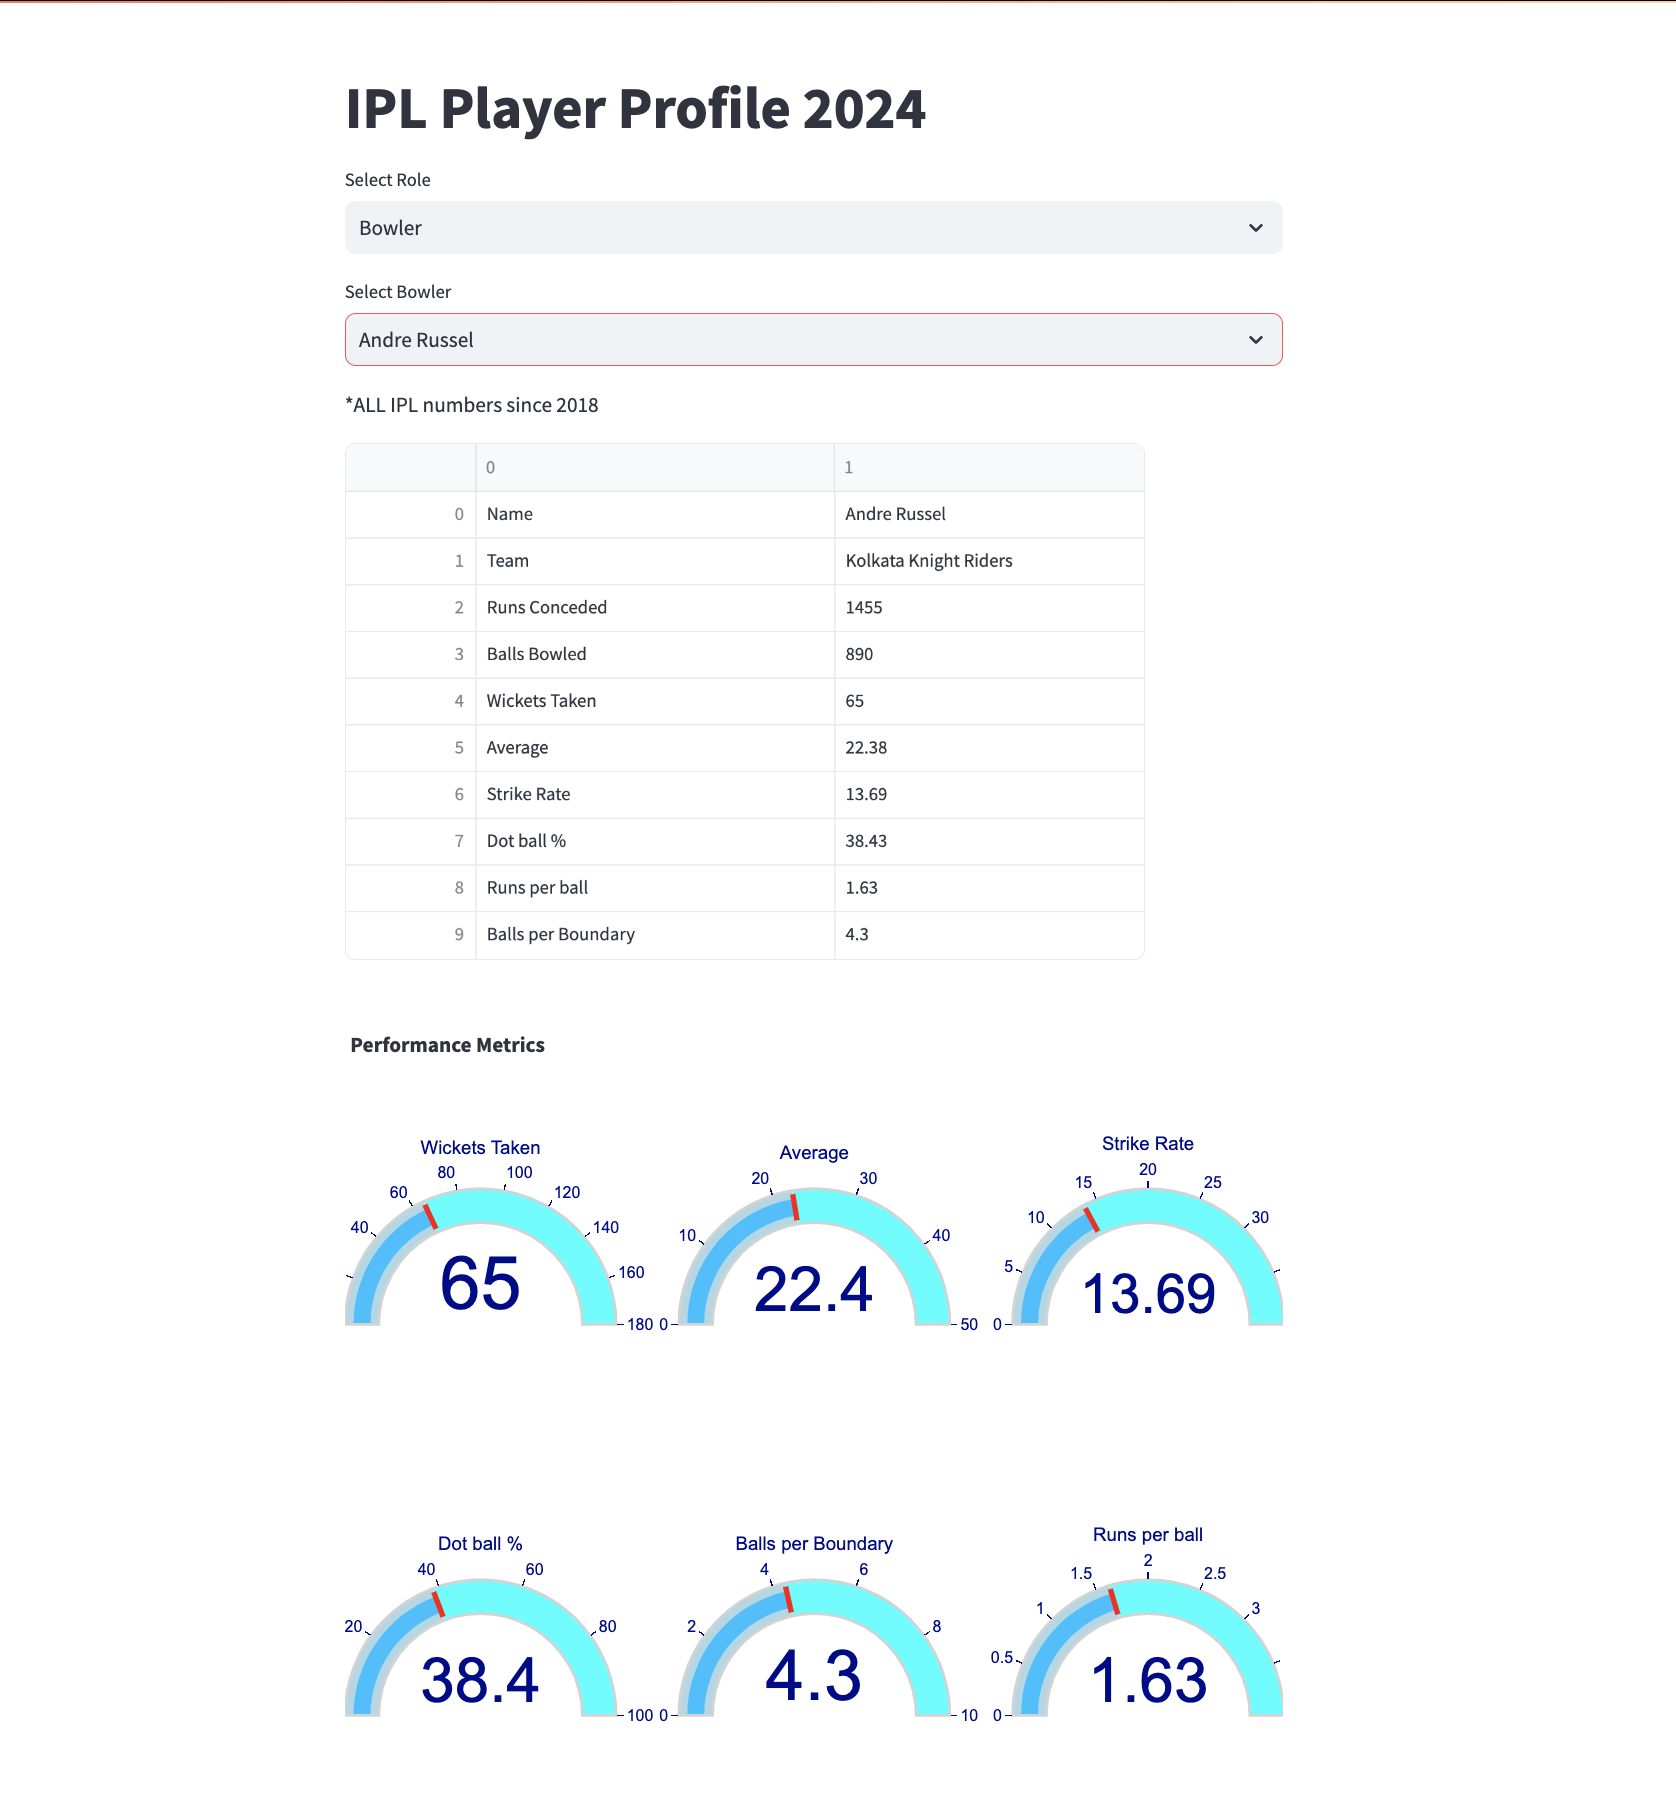 IPL Player Profile 2024
Select Role
Bowler
Select Bowler
Andre Russel
*ALL IPL numbers since 2018
0 1
0 Name Andre Russel
1 Team Kolkata Knight Riders
2 Runs Conceded 1455
3 Balls Bowled 890
4 Wickets Taken 65
5 Average 22.38
6 Strike Rate 13.69
7 Dot ball % 38.43
8 Runs per ball 1.63
9 Balls per Boundary 4.3
Performance Metrics
Wickets Taken
40 60 80 100 120 140 160 180
65
Average
0 10 20 30 40 50
22.4
Strike Rate
0 5 10 15 20 25 30
13.69
Dot ball %
20 40 60 80 100
38.4
Balls per Boundary
0 2 4 6 8 10
4.3
Runs per ball
0 0.5 1 1.5 2 2.5 3
1.63